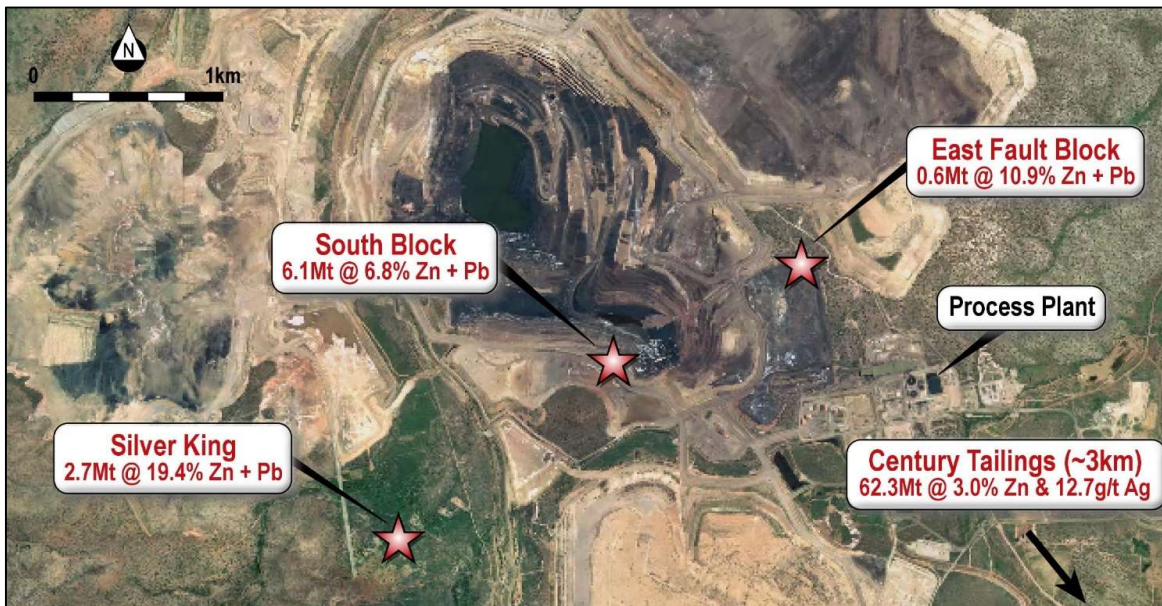 N
0 1km
East Fault Block
0.6Mt @ 10.9% Zn + Pb
South Block
6.1Mt @ 6.8% Zn + Pb
Process Plant
Silver King
2.7Mt @ 19.4% Zn + Pb
Century Tailings (~3km)
62.3Mt @ 3.0% Zn & 12.7g/t Ag